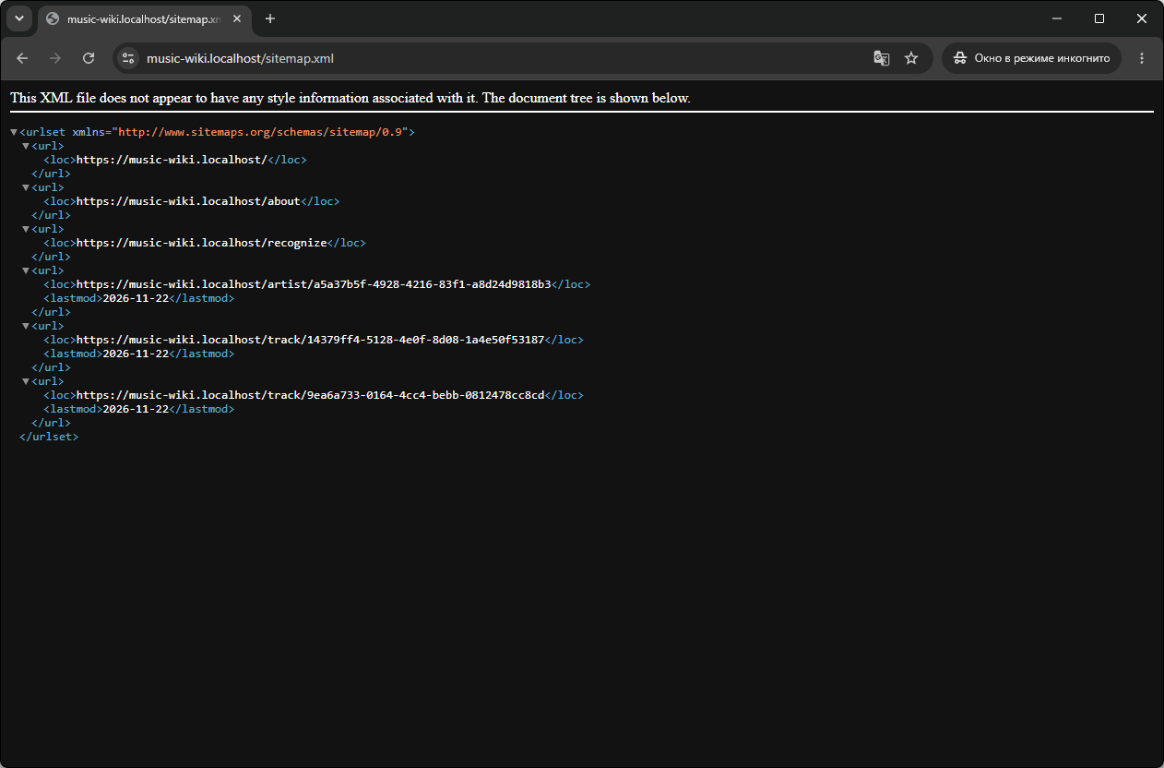 music-wiki.localhost/sitemap.xm
music-wiki.localhost/sitemap.xml
Окно в режиме инкогнито
This XML file does not appear to have any style information associated with it. The document tree is shown below.
<urlset xmlns="http://www.sitemaps.org/schemas/sitemap/0.9">
<url>
<loc>https://music-wiki.localhost/</loc>
</url>
<url>
<loc>https://music-wiki.localhost/about</loc>
</url>
<url>
<loc>https://music-wiki.localhost/recognize</loc>
</url>
<url>
<loc>https://music-wiki.localhost/artist/a5a37b5f-4928-4216-83f1-a8d24d9818b3</loc>
<lastmod>2026-11-22</lastmod>
</url>
<url>
<loc>https://music-wiki.localhost/track/14379ff4-5128-4e0f-8d08-1a4e50f53187</loc>
<lastmod>2026-11-22</lastmod>
</url>
<url>
<loc>https://music-wiki.localhost/track/9ea6a733-0164-4cc4-bebb-0812478cc8cd</loc>
<lastmod>2026-11-22</lastmod>
</url>
</urlset>